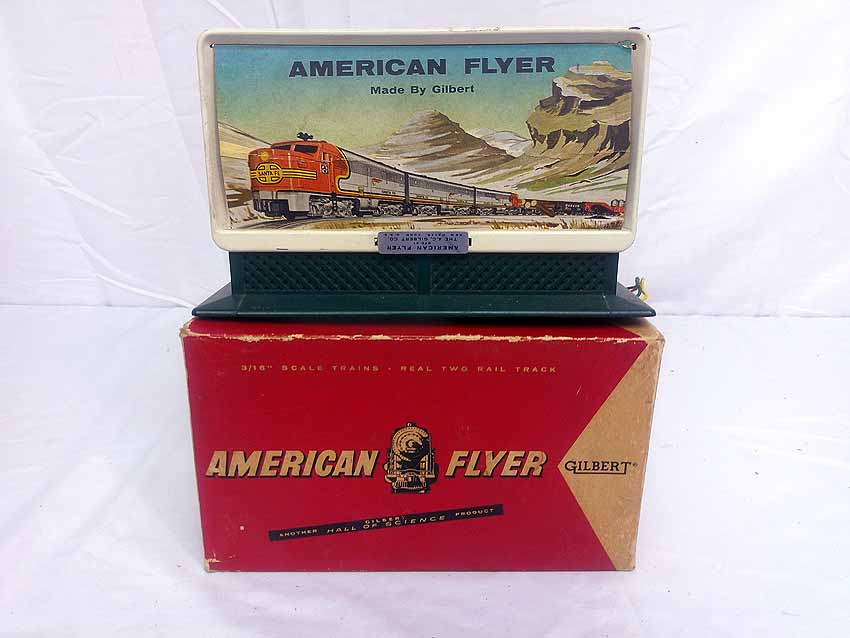 AMERICAN FLYER
Made By Gilbert
SANTA FE
AMERICAN FLYER
THE A.C. GILBERT CO.
3/16" SCALE TRAINS - REAL TWO RAIL TRACK
AMERICAN FLYER
GILBERT®
ANOTHER GILBERT HALL OF SCIENCE PRODUCT